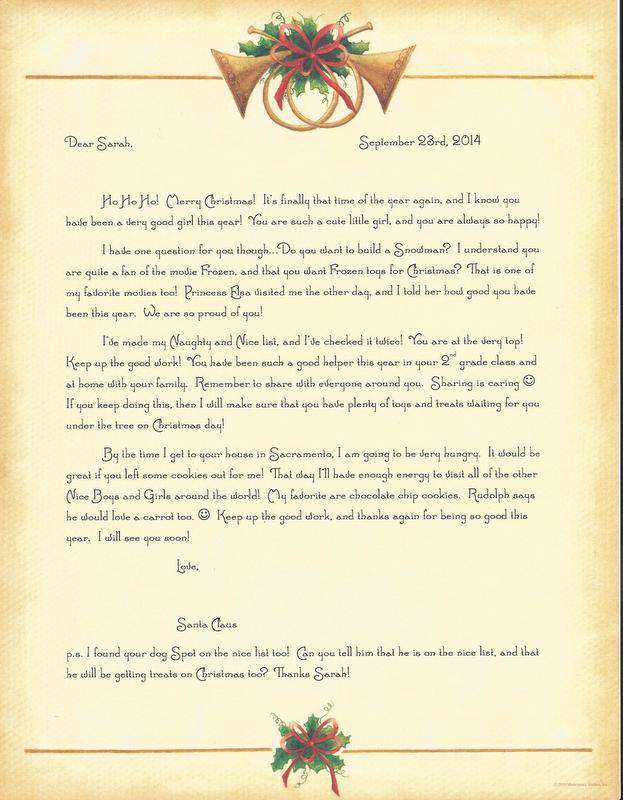 Dear Sarah, September 23rd, 2014
Ho Ho Ho! Merry Christmas! It's finally that time of the year again, and I know you
have been a very good girl this year! You are such a cute little girl, and you are always so happy!
I have one question for you though...Do you want to build a Snowman? I understand you
are quite a fan of the movie Frozen, and that you want Frozen toys for Christmas? That is one of
my favorite movies too! Princess Elsa visited me the other day, and I told her how good you have
been this year. We are so proud of you!
I've made my Naughty and Nice list, and I've checked it twice! You are at the very top!
Keep up the good work! You have been such a good helper this year in your 2nd grade class and
at home with your family. Remember to share with everyone around you. Sharing is caring ☺
If you keep doing this, then I will make sure that you have plenty of toys and treats waiting for you
under the tree on Christmas day!
By the time I get to your house in Sacramento, I am going to be very hungry. It would be
great if you left some cookies out for me! That way I'll have enough energy to visit all of the other
Nice Boys and Girls around the world! My favorite are chocolate chip cookies. Rudolph says
he would love a carrot too. ☺ Keep up the good work, and thanks again for being so good this
year. I will see you soon!
Love,
Santa Claus
p.s. I found your dog Spot on the nice list too! Can you tell him that he is on the nice list, and that
he will be getting treats on Christmas too? Thanks Sarah!